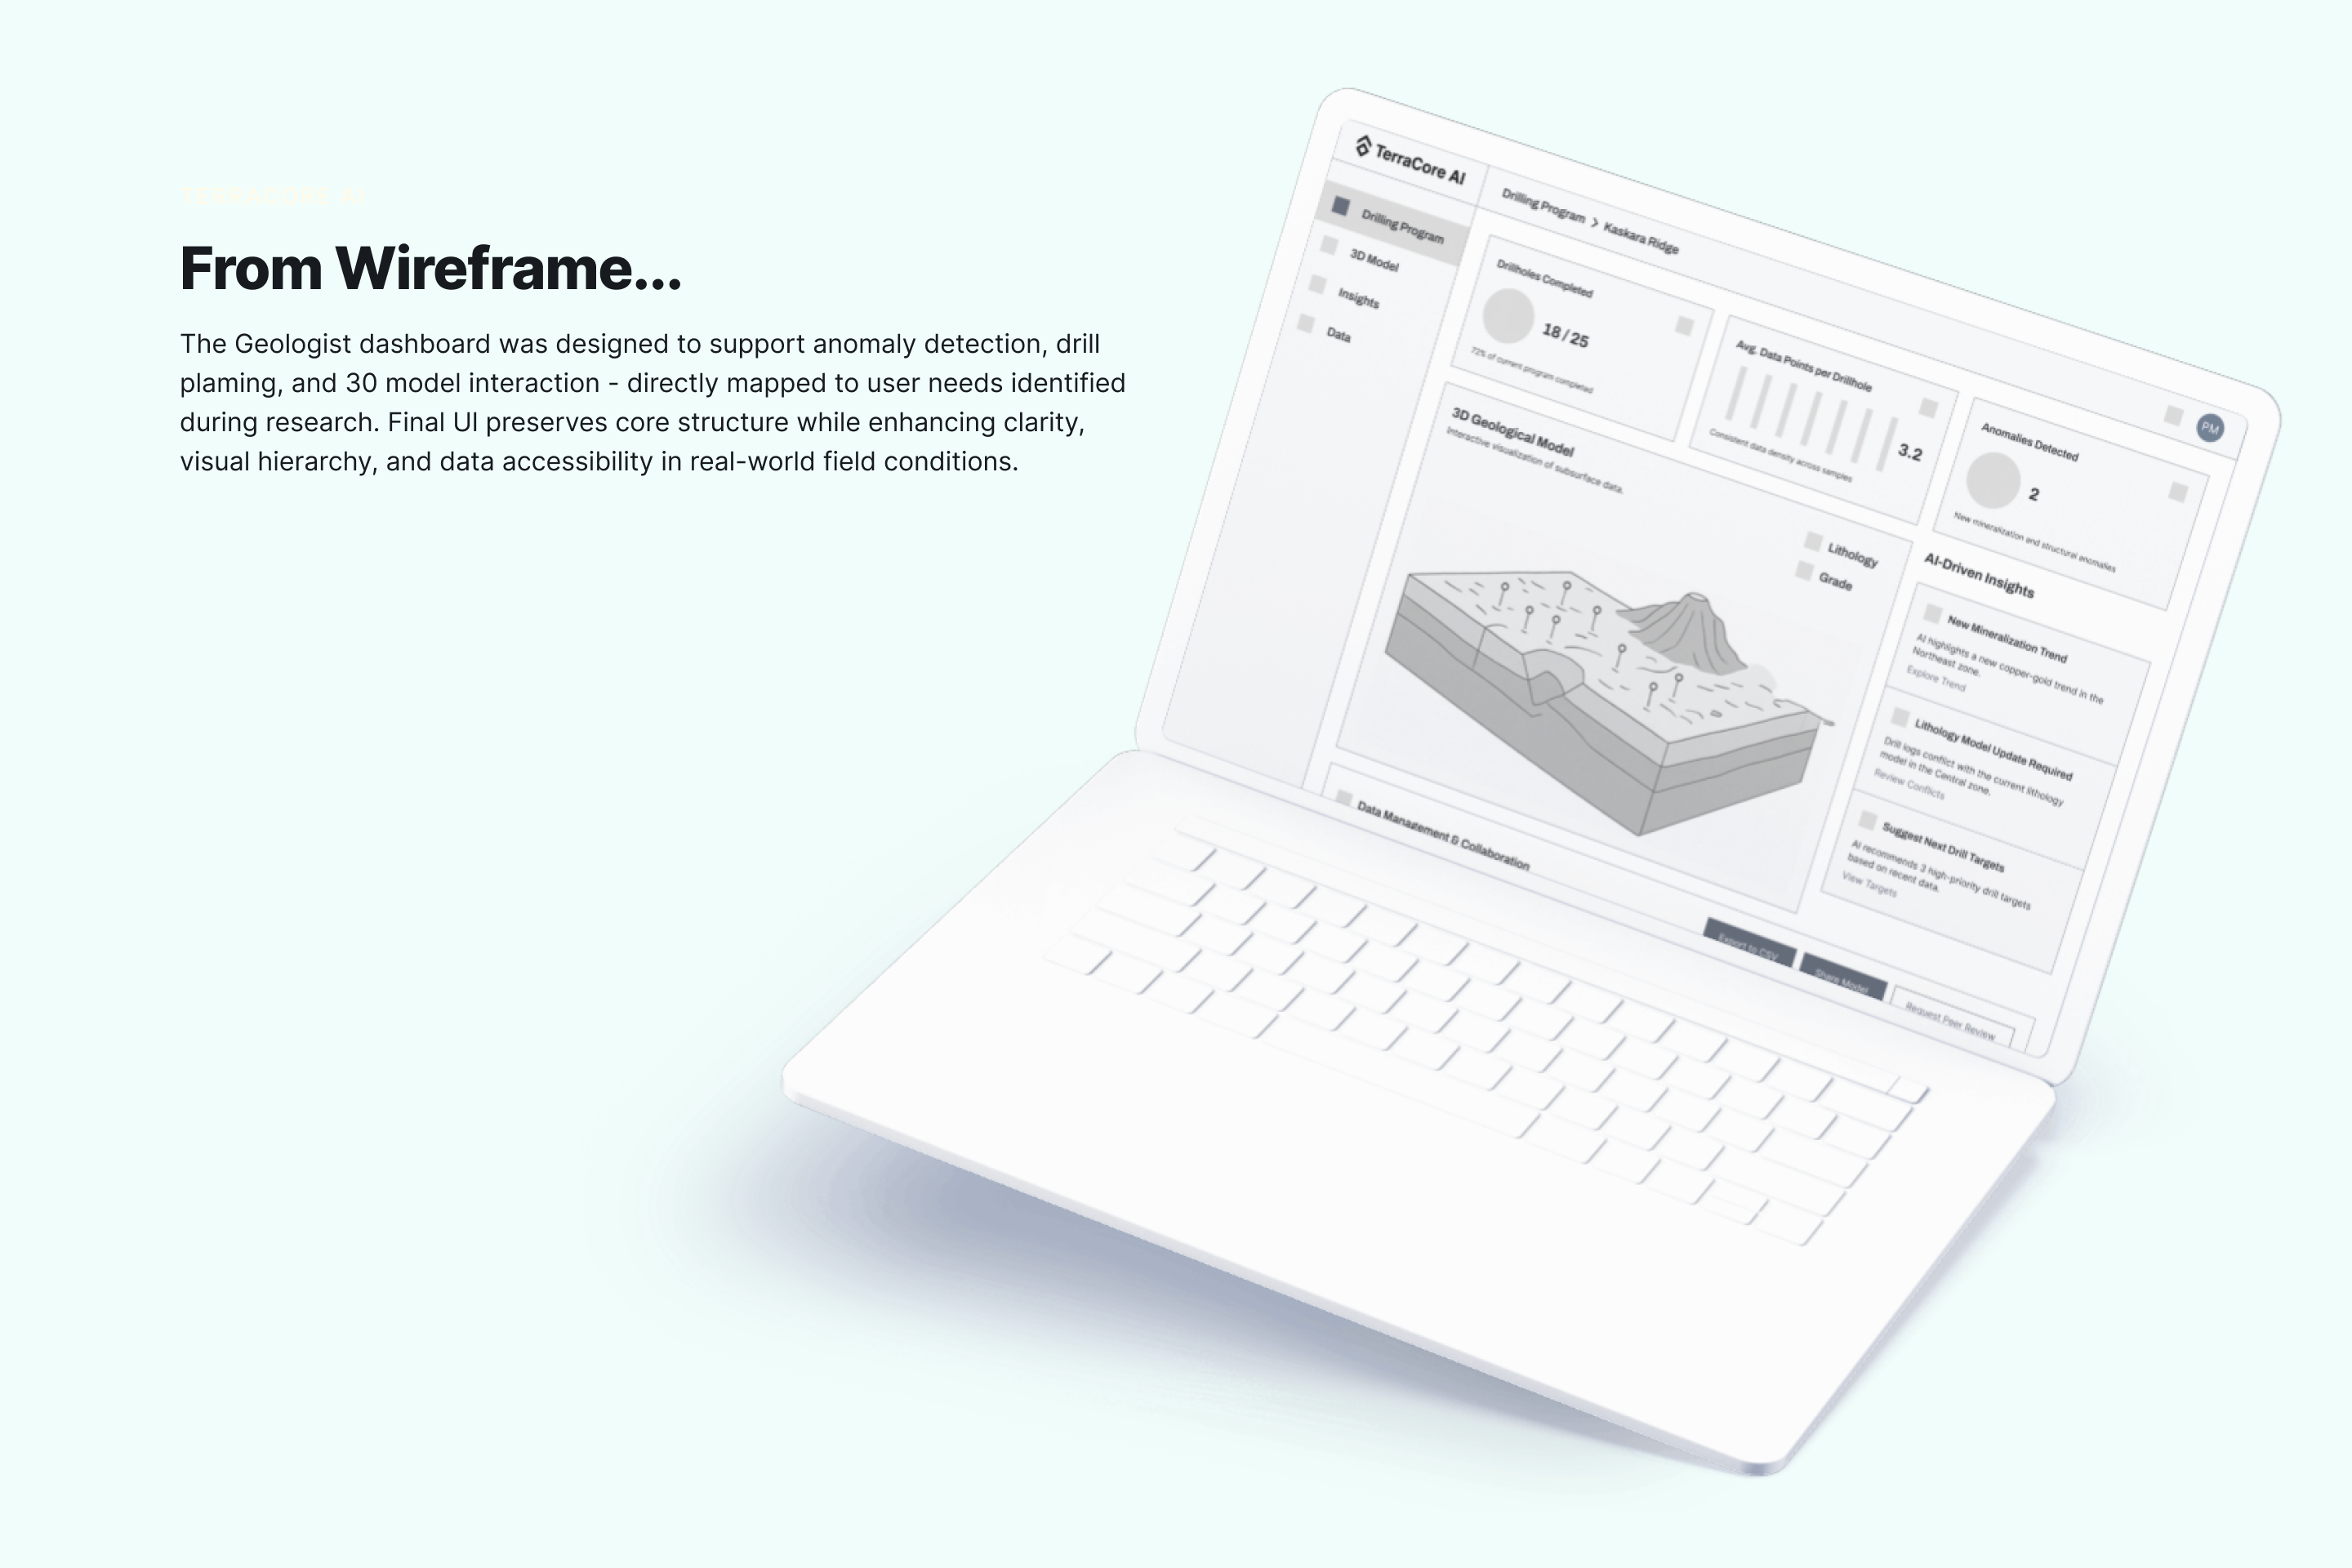 TERRACORE AI
From Wireframe...
The Geologist dashboard was designed to support anomaly detection, drill
plaming, and 30 model interaction - directly mapped to user needs identified
during research. Final UI preserves core structure while enhancing clarity,
visual hierarchy, and data accessibility in real-world field conditions.
TerraCore AI
Drilling Program > Kaskara Ridge
PM
Drilling Program
3D Model
Insights
Data
Drillholes Completed
18 / 25
72% of current program completed
Avg. Data Points per Drillhole
3.2
Consistent data density across samples
Anomalies Detected
2
New mineralization and structural anomalies
3D Geological Model
Interactive visualization of subsurface data.
Lithology
Grade
AI-Driven Insights
New Mineralization Trend
AI highlights a new copper-gold trend in the
Northeast zone.
Explore Trend
Lithology Model Update Required
Drill logs conflict with the current lithology
model in the Central zone.
Review Conflicts
Suggest Next Drill Targets
AI recommends 3 high-priority drill targets
based on recent data.
View Targets
Data Management & Collaboration
Export to CSV
Share Model
Request Peer Review